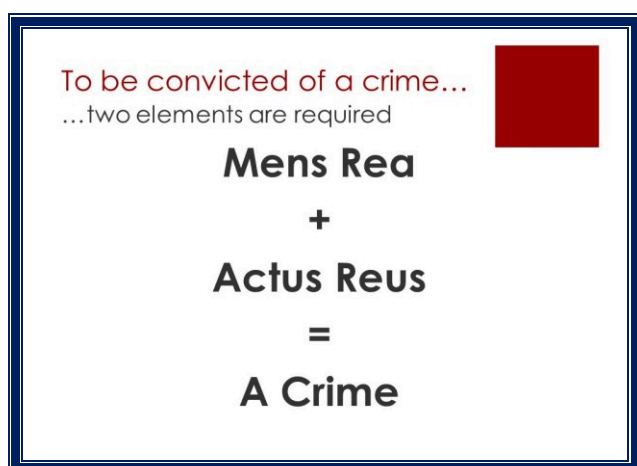 To be convicted of a crime…
…two elements are required
Mens Rea
+
Actus Reus
=
A Crime